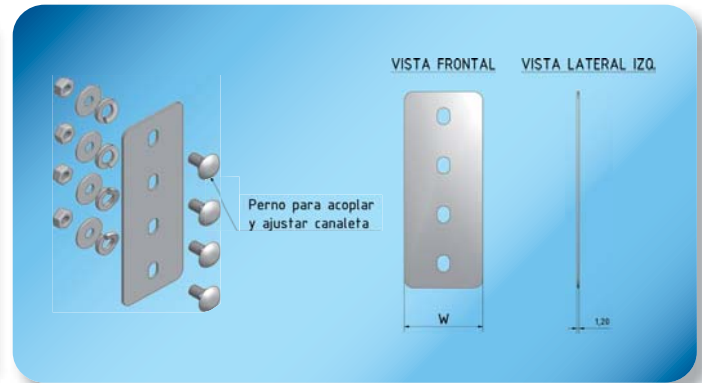 VISTA FRONTAL
VISTA LATERAL IZQ.
Perno para acoplar
y ajustar canaleta
W
1,20